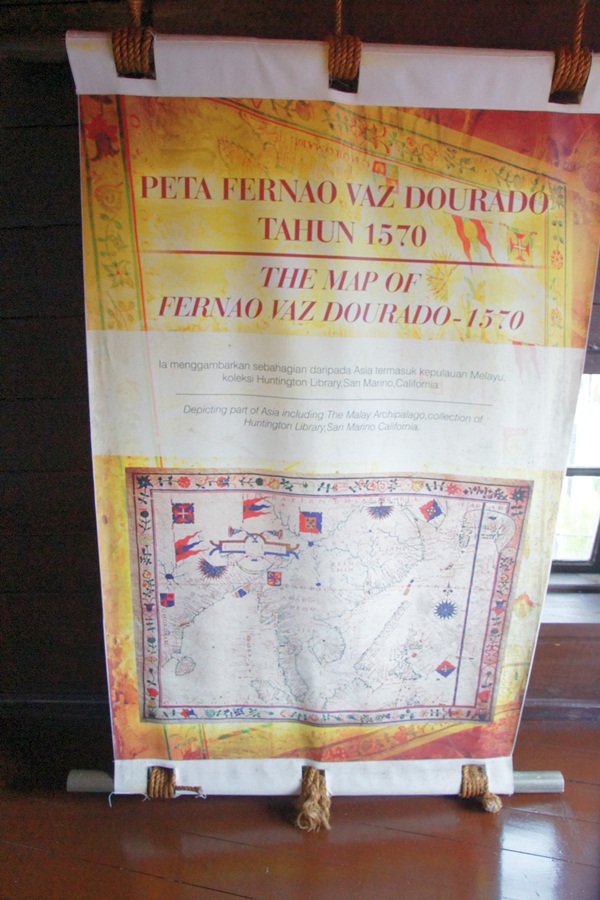 PETA FERNAO VAZ DOURADO
TAHUN 1570
THE MAP OF
FERNAO VAZ DOURADO-1570
Ia menggambarkan sebahagian daripada Asia termasuk kepulauan Melayu,
koleksi Huntington Library,San Marino,California.
Depicting part of Asia including The Malay Archipalago,collection of
Huntington Library,San Marino California.